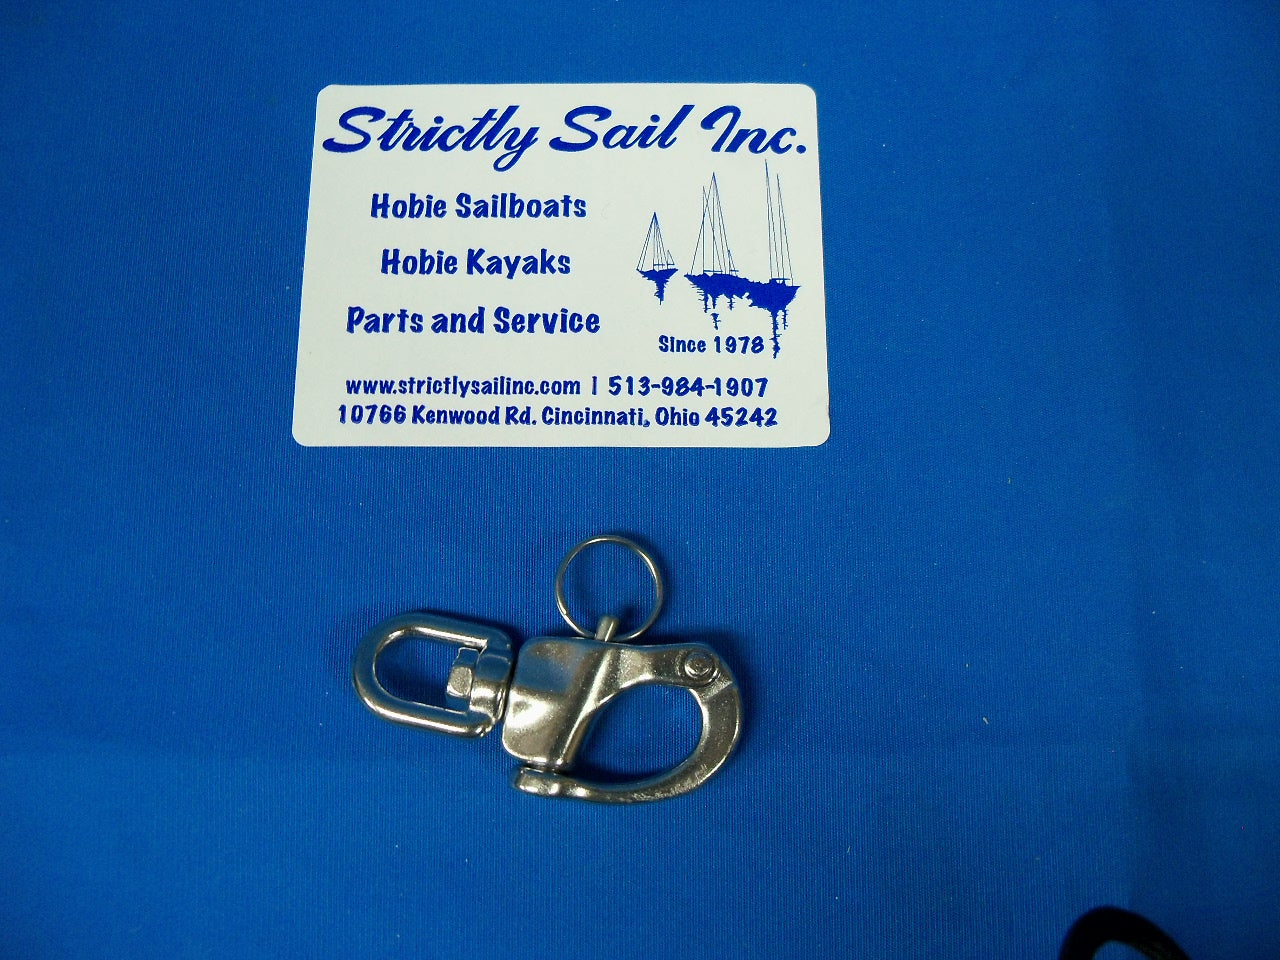 Strictly Sail Inc.
Hobie Sailboats
Hobie Kayaks
Parts and Service
Since 1978
www.strictlysailinc.com | 513-984-1907
10766 Kenwood Rd. Cincinnati, Ohio 45242